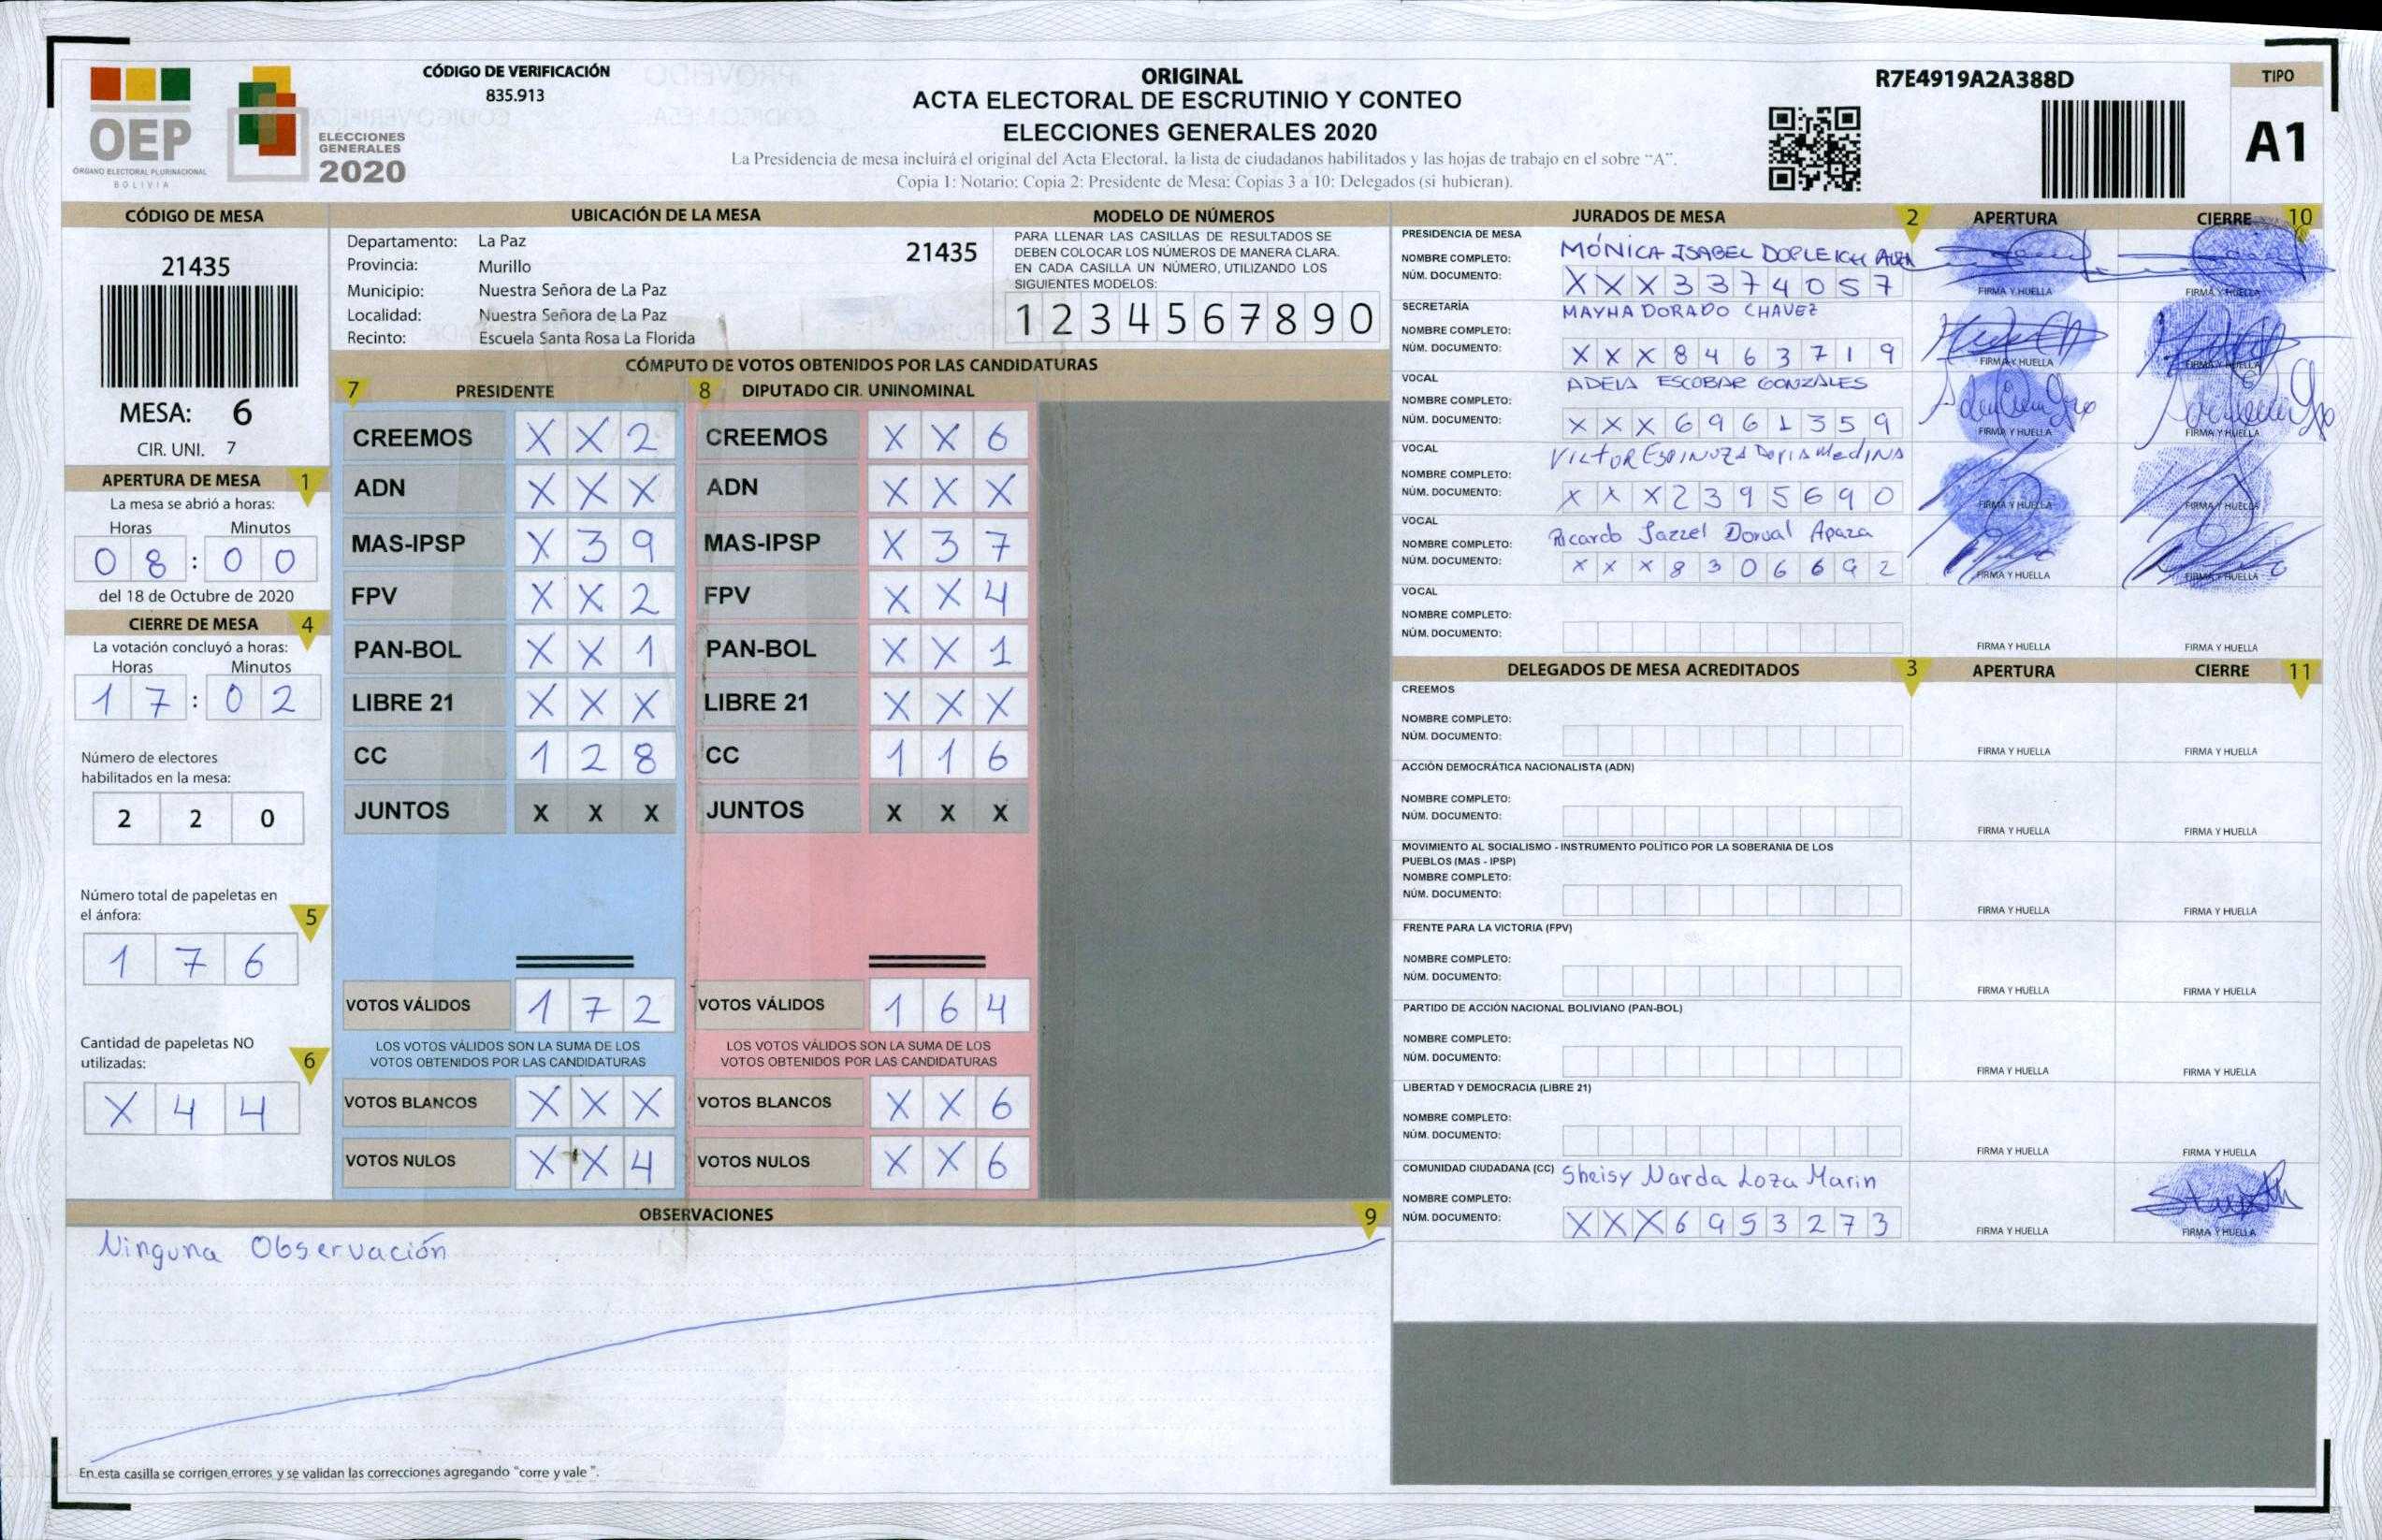 CÓDIGO DE VERIFICACIÓN
835.913
OEP
ÓRGANO ELECTORAL PLURINACIONAL
BOLIVIA
ELECCIONES
GENERALES
2020
ORIGINAL
ACTA ELECTORAL DE ESCRUTINIO Y CONTEO
ELECCIONES GENERALES 2020
La Presidencia de mesa incluirá el original del Acta Electoral, la lista de ciudadanos habilitados y las hojas de trabajo en el sobre "A".
Copia 1: Notario: Copia 2: Presidente de Mesa: Copias 3 a 10: Delegados (si hubieran).
R7E4919A2A388D
TIPO
A1
CÓDIGO DE MESA
21435
MESA: 6
CIR. UNI. 7
APERTURA DE MESA 1
La mesa se abrió a horas:
Horas Minutos
0 8 : 0 0
del 18 de Octubre de 2020
CIERRE DE MESA 4
La votación concluyó a horas:
Horas Minutos
1 7 : 0 2
Número de electores
habilitados en la mesa:
2 2 0
Número total de papeletas en
el ánfora: 5
1 7 6
Cantidad de papeletas NO
utilizadas: 6
X 4 4
UBICACIÓN DE LA MESA
Departamento: La Paz 21435
Provincia: Murillo
Municipio: Nuestra Señora de La Paz
Localidad: Nuestra Señora de La Paz
Recinto: Escuela Santa Rosa La Florida
MODELO DE NÚMEROS
PARA LLENAR LAS CASILLAS DE RESULTADOS SE
DEBEN COLOCAR LOS NÚMEROS DE MANERA CLARA.
EN CADA CASILLA UN NÚMERO, UTILIZANDO LOS
SIGUIENTES MODELOS:
1 2 3 4 5 6 7 8 9 0
CÓMPUTO DE VOTOS OBTENIDOS POR LAS CANDIDATURAS
7 PRESIDENTE 8 DIPUTADO CIR. UNINOMINAL
CREEMOS X X 2 CREEMOS X X 6
ADN X X X ADN X X X
MAS-IPSP X 3 9 MAS-IPSP X 3 7
FPV X X 2 FPV X X 4
PAN-BOL X X 1 PAN-BOL X X 1
LIBRE 21 X X X LIBRE 21 X X X
CC 1 2 8 CC 1 1 6
JUNTOS X X X JUNTOS X X X
VOTOS VÁLIDOS 1 7 2 VOTOS VÁLIDOS 1 6 4
LOS VOTOS VÁLIDOS SON LA SUMA DE LOS LOS VOTOS VÁLIDOS SON LA SUMA DE LOS
VOTOS OBTENIDOS POR LAS CANDIDATURAS VOTOS OBTENIDOS POR LAS CANDIDATURAS
VOTOS BLANCOS X X X VOTOS BLANCOS X X 6
VOTOS NULOS X X 4 VOTOS NULOS X X 6
OBSERVACIONES 9
Ninguna Observación
En esta casilla se corrigen errores y se validan las correcciones agregando "corre y vale ".
JURADOS DE MESA 2 APERTURA CIERRE 10
PRESIDENCIA DE MESA
NOMBRE COMPLETO: MÓNICA ISABEL
NÚM. DOCUMENTO: X X X 3 3 7 4 0 5 7
FIRMA Y HUELLA FIRMA Y HUELLA
SECRETARÍA
NOMBRE COMPLETO: MAYHA DORADO CHAVEZ
NÚM. DOCUMENTO: X X X 8 4 6 3 7 1 9
FIRMA Y HUELLA FIRMA Y HUELLA
VOCAL
NOMBRE COMPLETO: ADELA ESCOBAR GONZALES
NÚM. DOCUMENTO: X X X 6 9 6 1 3 5 9
FIRMA Y HUELLA FIRMA Y HUELLA
VOCAL
NOMBRE COMPLETO: VICTOR ESPINOZA Doria Medina
NÚM. DOCUMENTO: X X X 2 3 9 5 6 9 0
FIRMA Y HUELLA FIRMA Y HUELLA
VOCAL
NOMBRE COMPLETO: Ricardo Jazzel Dorval Apaza
NÚM. DOCUMENTO: X X X 8 3 0 6 6 9 2
FIRMA Y HUELLA FIRMA Y HUELLA
VOCAL
NOMBRE COMPLETO:
NÚM. DOCUMENTO:
FIRMA Y HUELLA FIRMA Y HUELLA
DELEGADOS DE MESA ACREDITADOS 3 APERTURA CIERRE 11
CREEMOS
NOMBRE COMPLETO:
NÚM. DOCUMENTO:
FIRMA Y HUELLA FIRMA Y HUELLA
ACCIÓN DEMOCRÁTICA NACIONALISTA (ADN)
NOMBRE COMPLETO:
NÚM. DOCUMENTO:
FIRMA Y HUELLA FIRMA Y HUELLA
MOVIMIENTO AL SOCIALISMO - INSTRUMENTO POLÍTICO POR LA SOBERANIA DE LOS
PUEBLOS (MAS - IPSP)
NOMBRE COMPLETO:
NÚM. DOCUMENTO:
FIRMA Y HUELLA FIRMA Y HUELLA
FRENTE PARA LA VICTORIA (FPV)
NOMBRE COMPLETO:
NÚM. DOCUMENTO:
FIRMA Y HUELLA FIRMA Y HUELLA
PARTIDO DE ACCIÓN NACIONAL BOLIVIANO (PAN-BOL)
NOMBRE COMPLETO:
NÚM. DOCUMENTO:
FIRMA Y HUELLA FIRMA Y HUELLA
LIBERTAD Y DEMOCRACIA (LIBRE 21)
NOMBRE COMPLETO:
NÚM. DOCUMENTO:
FIRMA Y HUELLA FIRMA Y HUELLA
COMUNIDAD CIUDADANA (CC)
NOMBRE COMPLETO: Sheisy Narda Loza Marin
NÚM. DOCUMENTO: X X X 6 9 5 3 2 7 3
FIRMA Y HUELLA FIRMA Y HUELLA